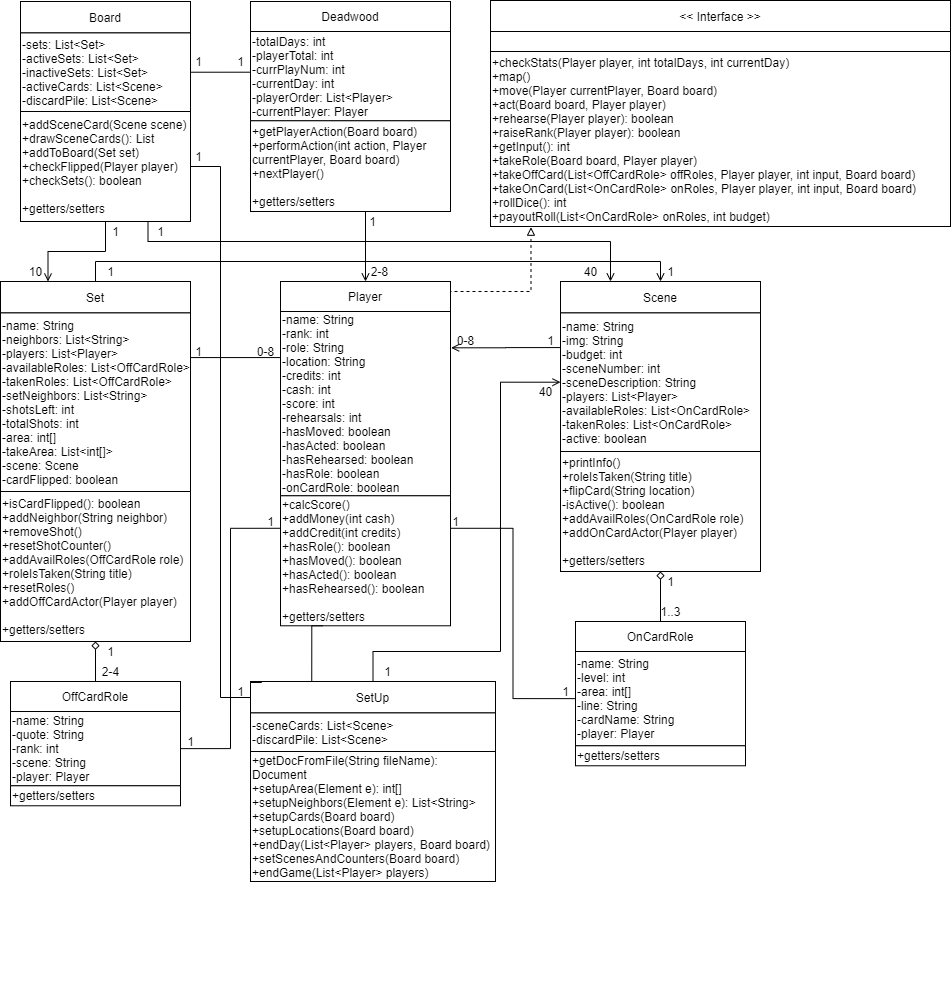 Board
-sets: List<Set>
-activeSets: List<Set>
-inactiveSets: List<Set>
-activeCards: List<Scene>
-discardPile: List<Scene>
+addSceneCard(Scene scene)
+drawSceneCards(): List
+addToBoard(Set set)
+checkFlipped(Player player)
+checkSets(): boolean
+getters/setters
1
1
1
1
1
Deadwood
-totalDays: int
-playerTotal: int
-currPlayNum: int
-currentDay: int
-playerOrder: List<Player>
-currentPlayer: Player
+getPlayerAction(Board board)
+performAction(int action, Player
currentPlayer, Board board)
+nextPlayer()
+getters/setters
1
<< Interface >>
+checkStats(Player player, int totalDays, int currentDay)
+map()
+move(Player currentPlayer, Board board)
+act(Board board, Player player)
+rehearse(Player player): boolean
+raiseRank(Player player): boolean
+getInput(): int
+takeRole(Board board, Player player)
+takeOffCard(List<OffCardRole> offRoles, Player player, int input, Board board)
+takeOnCard(List<OnCardRole> onRoles, Player player, int input, Board board)
+rollDice(): int
+payoutRoll(List<OnCardRole> onRoles, int budget)
10
1
2-8
40
1
Set
-name: String
-neighbors: List<String>
-players: List<Player>
-availableRoles: List<OffCardRole>
-takenRoles: List<OffCardRole>
-setNeighbors: List<String>
-shotsLeft: int
-totalShots: int
-area: int[]
-takeArea: List<int[]>
-scene: Scene
-cardFlipped: boolean
+isCardFlipped(): boolean
+addNeighbor(String neighbor)
+removeShot()
+resetShotCounter()
+addAvailRoles(OffCardRole role)
+roleIsTaken(String title)
+resetRoles()
+addOffCardActor(Player player)
+getters/setters
1
0-8
Player
-name: String
-rank: int
-role: String
-location: String
-credits: int
-cash: int
-score: int
-rehearsals: int
-hasMoved: boolean
-hasActed: boolean
-hasRehearsed: boolean
-hasRole: boolean
-onCardRole: boolean
+calcScore()
+addMoney(int cash)
+addCredit(int credits)
+hasRole(): boolean
+hasMoved(): boolean
+hasActed(): boolean
+hasRehearsed(): boolean
+getters/setters
1
1
0-8
1
40
Scene
-name: String
-img: String
-budget: int
-sceneNumber: int
-sceneDescription: String
-players: List<Player>
-availableRoles: List<OnCardRole>
-takenRoles: List<OnCardRole>
-active: boolean
+printInfo()
+roleIsTaken(String title)
+flipCard(String location)
-isActive(): boolean
+addAvailRoles(OnCardRole role)
+addOnCardActor(Player player)
+getters/setters
1
1..3
1
2-4
OffCardRole
-name: String
-quote: String
-rank: int
-scene: String
-player: Player
+getters/setters
1
1
1
SetUp
-sceneCards: List<Scene>
-discardPile: List<Scene>
+getDocFromFile(String fileName):
Document
+setupArea(Element e): int[]
+setupNeighbors(Element e): List<String>
+setupCards(Board board)
+setupLocations(Board board)
+endDay(List<Player> players, Board board)
+setScenesAndCounters(Board board)
+endGame(List<Player> players)
1
OnCardRole
-name: String
-level: int
-area: int[]
-line: String
-cardName: String
-player: Player
+getters/setters